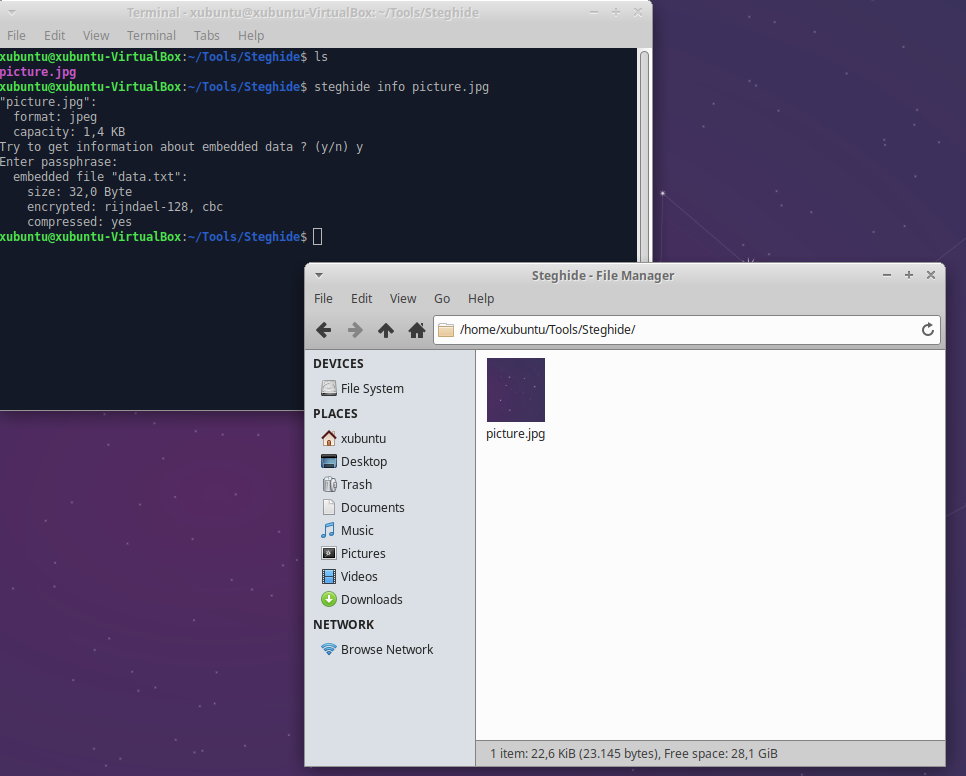 Terminal - xubuntu@xubuntu-VirtualBox: ~/Tools/Steghide
File Edit View Terminal Tabs Help
xubuntu@xubuntu-VirtualBox:~/Tools/Steghide$ ls
picture.jpg
xubuntu@xubuntu-VirtualBox:~/Tools/Steghide$ steghide info picture.jpg
"picture.jpg":
  format: jpeg
  capacity: 1,4 KB
Try to get information about embedded data ? (y/n) y
Enter passphrase:
  embedded file "data.txt":
    size: 32,0 Byte
    encrypted: rijndael-128, cbc
    compressed: yes
xubuntu@xubuntu-VirtualBox:~/Tools/Steghide$
Steghide - File Manager
File Edit View Go Help
/home/xubuntu/Tools/Steghide/
DEVICES
File System
PLACES
xubuntu
Desktop
Trash
Documents
Music
Pictures
Videos
Downloads
NETWORK
Browse Network
picture.jpg
1 item: 22,6 KiB (23.145 bytes), Free space: 28,1 GiB